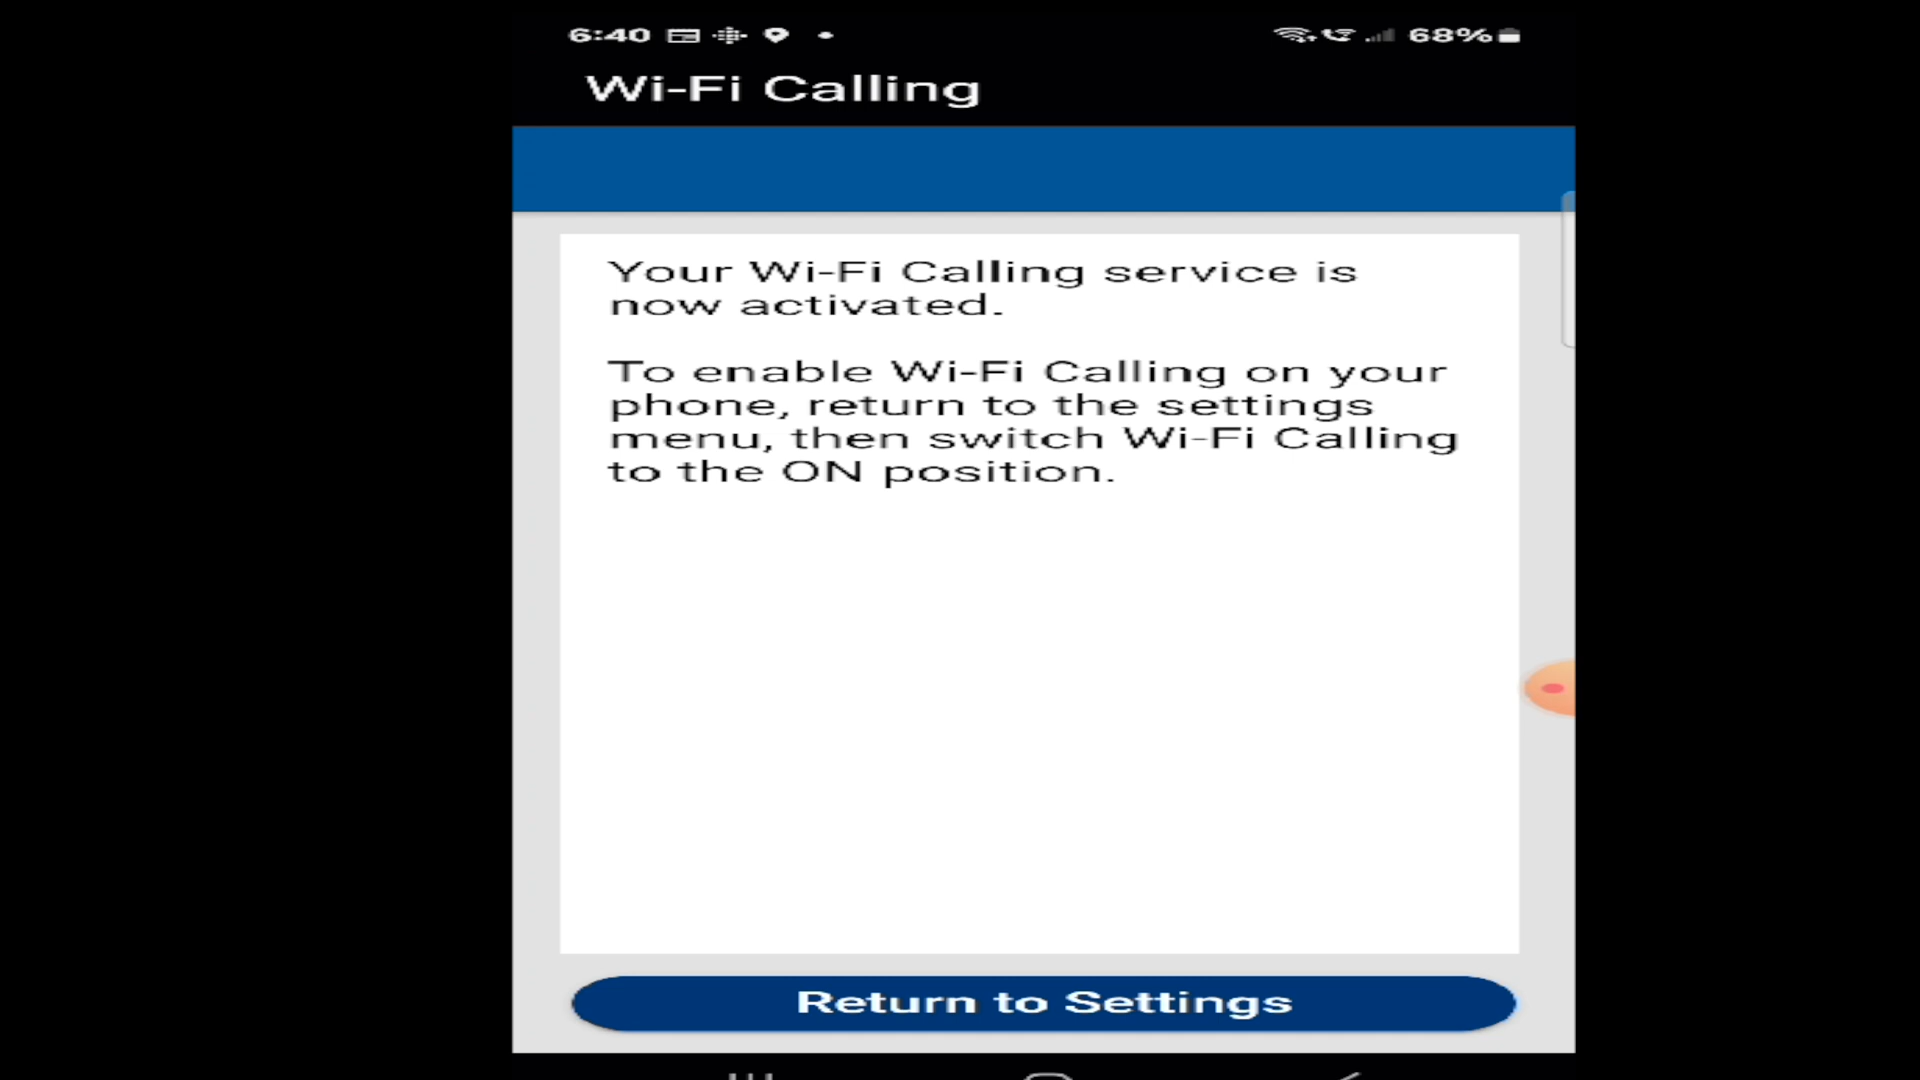 6:40 68%
Wi-Fi Calling
Your Wi-Fi Calling service is
now activated.
To enable Wi-Fi Calling on your
phone, return to the settings
menu, then switch Wi-Fi Calling
to the ON position.
Return to Settings